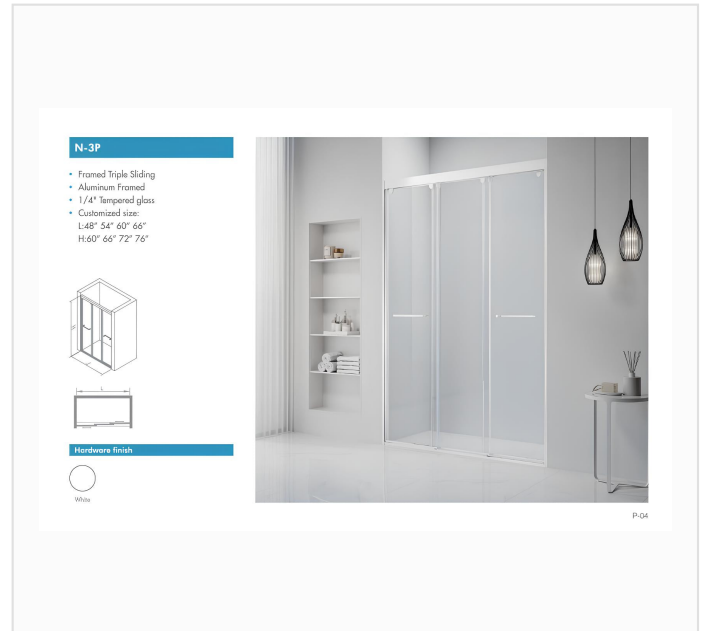 N-3P
• Framed Triple Sliding
• Aluminum Framed
• 1/4" Tempered glass
• Customized size:
L:48" 54" 60" 66"
H:60" 66" 72" 76"
L
Hardware finish
White
P-04